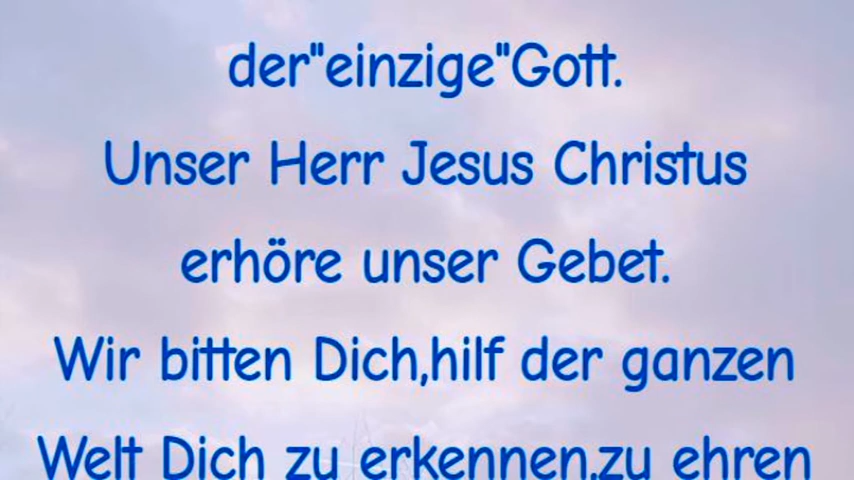 der"einzige"Gott.
Unser Herr Jesus Christus
erhöre unser Gebet.
Wir bitten Dich,hilf der ganzen
Welt Dich zu erkennen,zu ehren